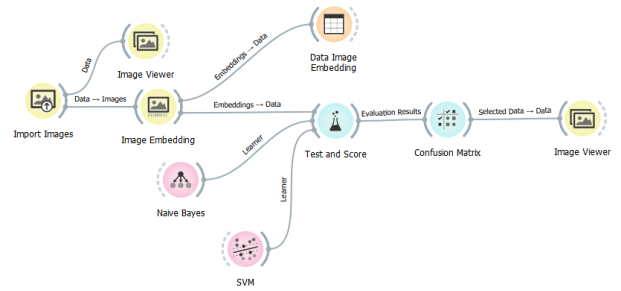 Data
Image Viewer
Data → Images
Import Images
Image Embedding
Embeddings → Data
Data Image
Embedding
Embeddings → Data
Learner
Naive Bayes
Learner
SVM
Test and Score
Evaluation Results
Confusion Matrix
Selected Data → Data
Image Viewer